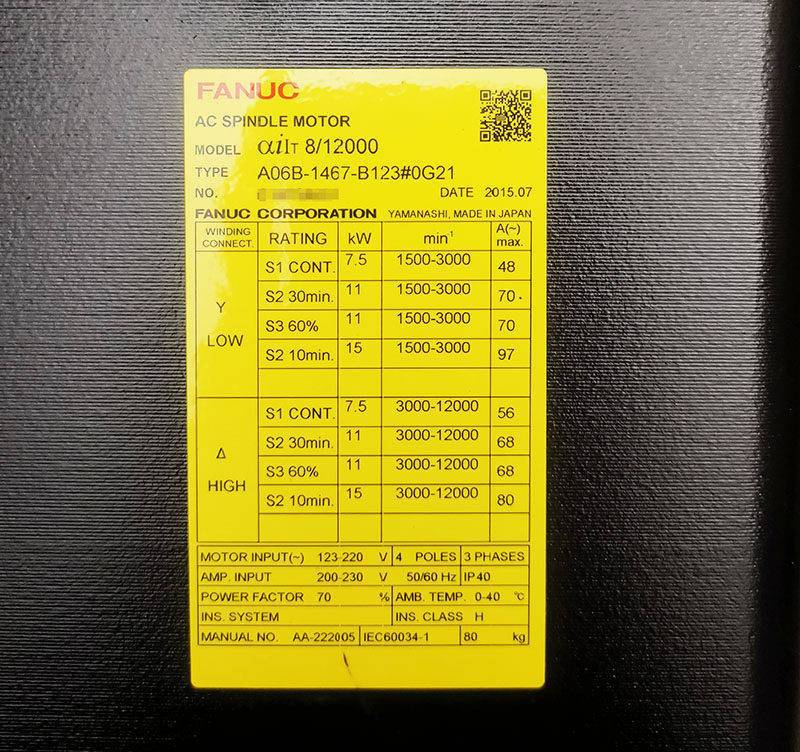 FANUC
AC SPINDLE MOTOR
MODEL αiIT 8/12000
TYPE A06B-1467-B123#0G21
NO.
DATE 2015.07
FANUC CORPORATION YAMANASHI, MADE IN JAPAN
WINDING CONNECT. RATING kW min⁻¹ A(~) max.
Y LOW
S1 CONT. 7.5 1500-3000 48
S2 30min. 11 1500-3000 70
S3 60% 11 1500-3000 70
S2 10min. 15 1500-3000 97
Δ HIGH
S1 CONT. 7.5 3000-12000 56
S2 30min. 11 3000-12000 68
S3 60% 11 3000-12000 68
S2 10min. 15 3000-12000 80
MOTOR INPUT(~) 123-220 V 4 POLES 3 PHASES
AMP. INPUT 200-230 V 50/60 Hz IP40
POWER FACTOR 70 % AMB. TEMP. 0-40 ℃
INS. SYSTEM INS. CLASS H
MANUAL NO. AA-222005 IEC60034-1 80 kg